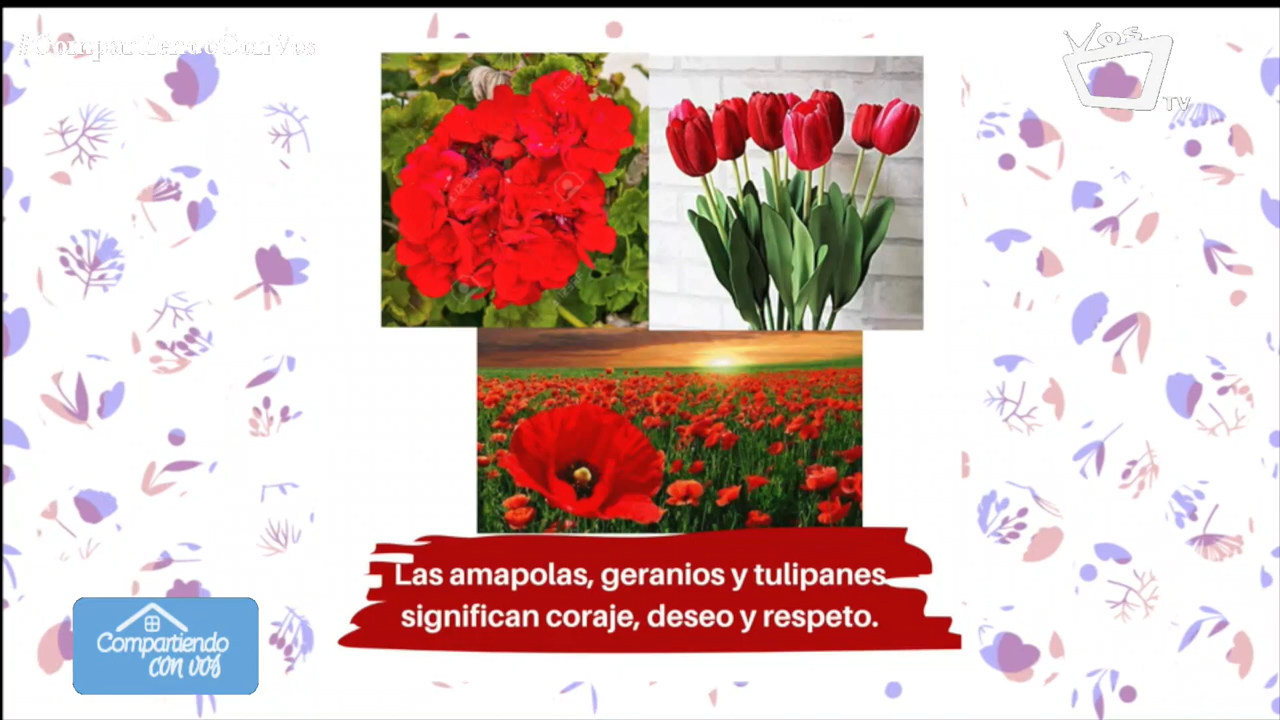 #CompartiendoConVos
Vos
TV
Las amapolas, geranios y tulipanes
significan coraje, deseo y respeto.
Compartiendo
con vos